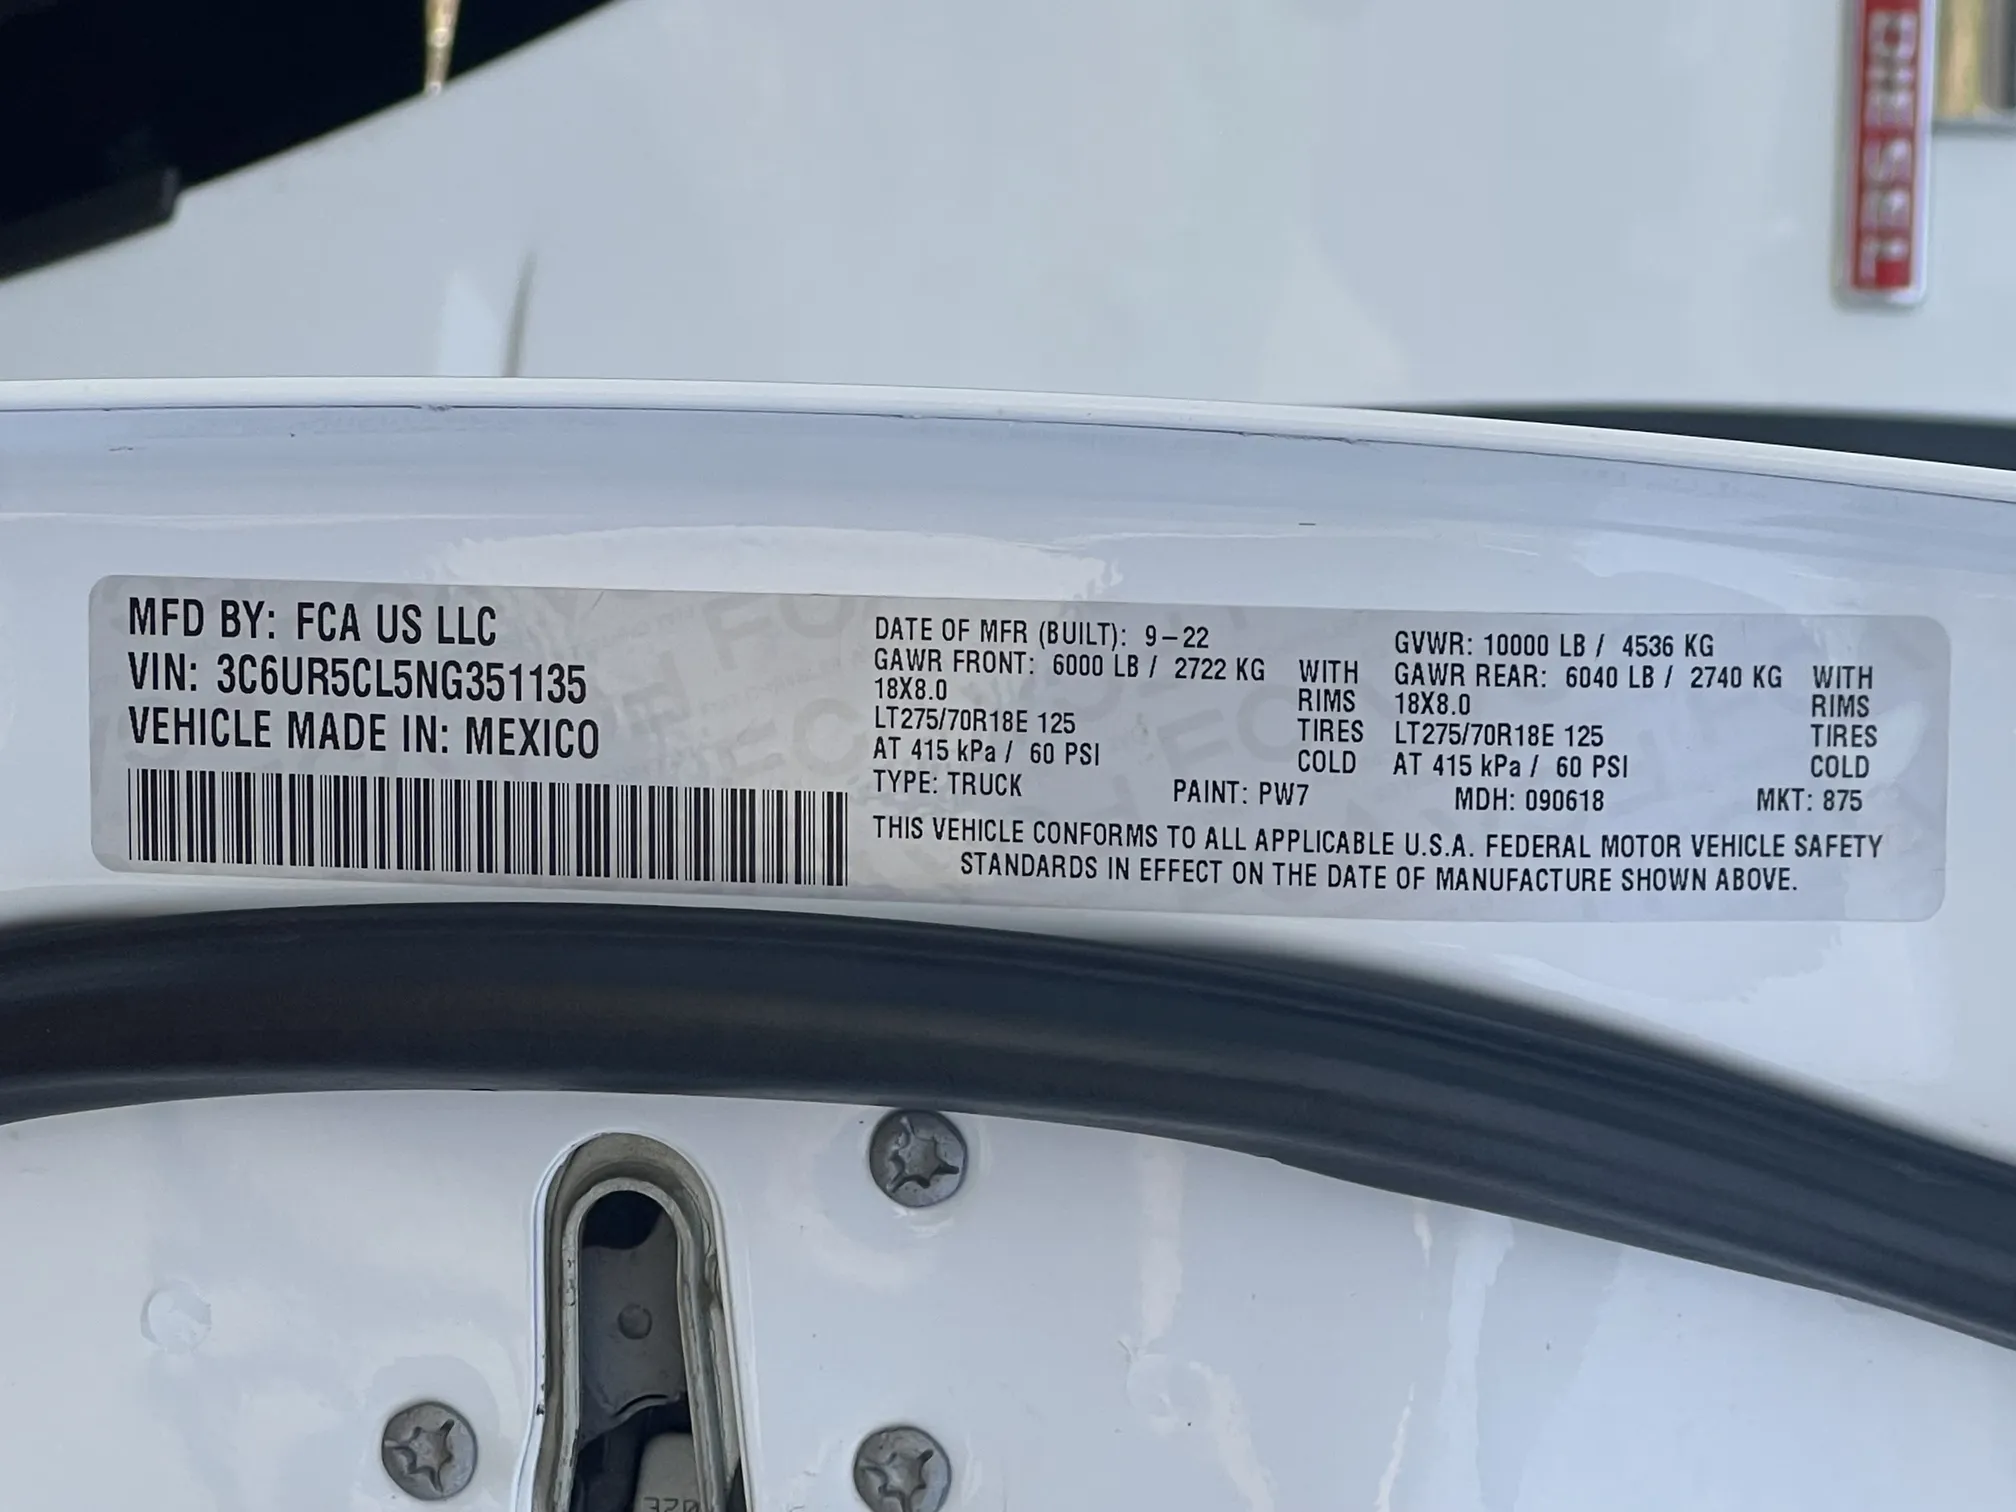 DIESEL
MFD BY: FCA US LLC
VIN: 3C6UR5CL5NG351135
VEHICLE MADE IN: MEXICO
DATE OF MFR (BUILT): 9-22 GVWR: 10000 LB / 4536 KG
GAWR FRONT: 6000 LB / 2722 KG WITH GAWR REAR: 6040 LB / 2740 KG WITH
18X8.0 RIMS 18X8.0 RIMS
LT275/70R18E 125 TIRES LT275/70R18E 125 TIRES
AT 415 kPa / 60 PSI COLD AT 415 kPa / 60 PSI COLD
TYPE: TRUCK PAINT: PW7 MDH: 090618 MKT: 875
THIS VEHICLE CONFORMS TO ALL APPLICABLE U.S.A. FEDERAL MOTOR VEHICLE SAFETY
STANDARDS IN EFFECT ON THE DATE OF MANUFACTURE SHOWN ABOVE.